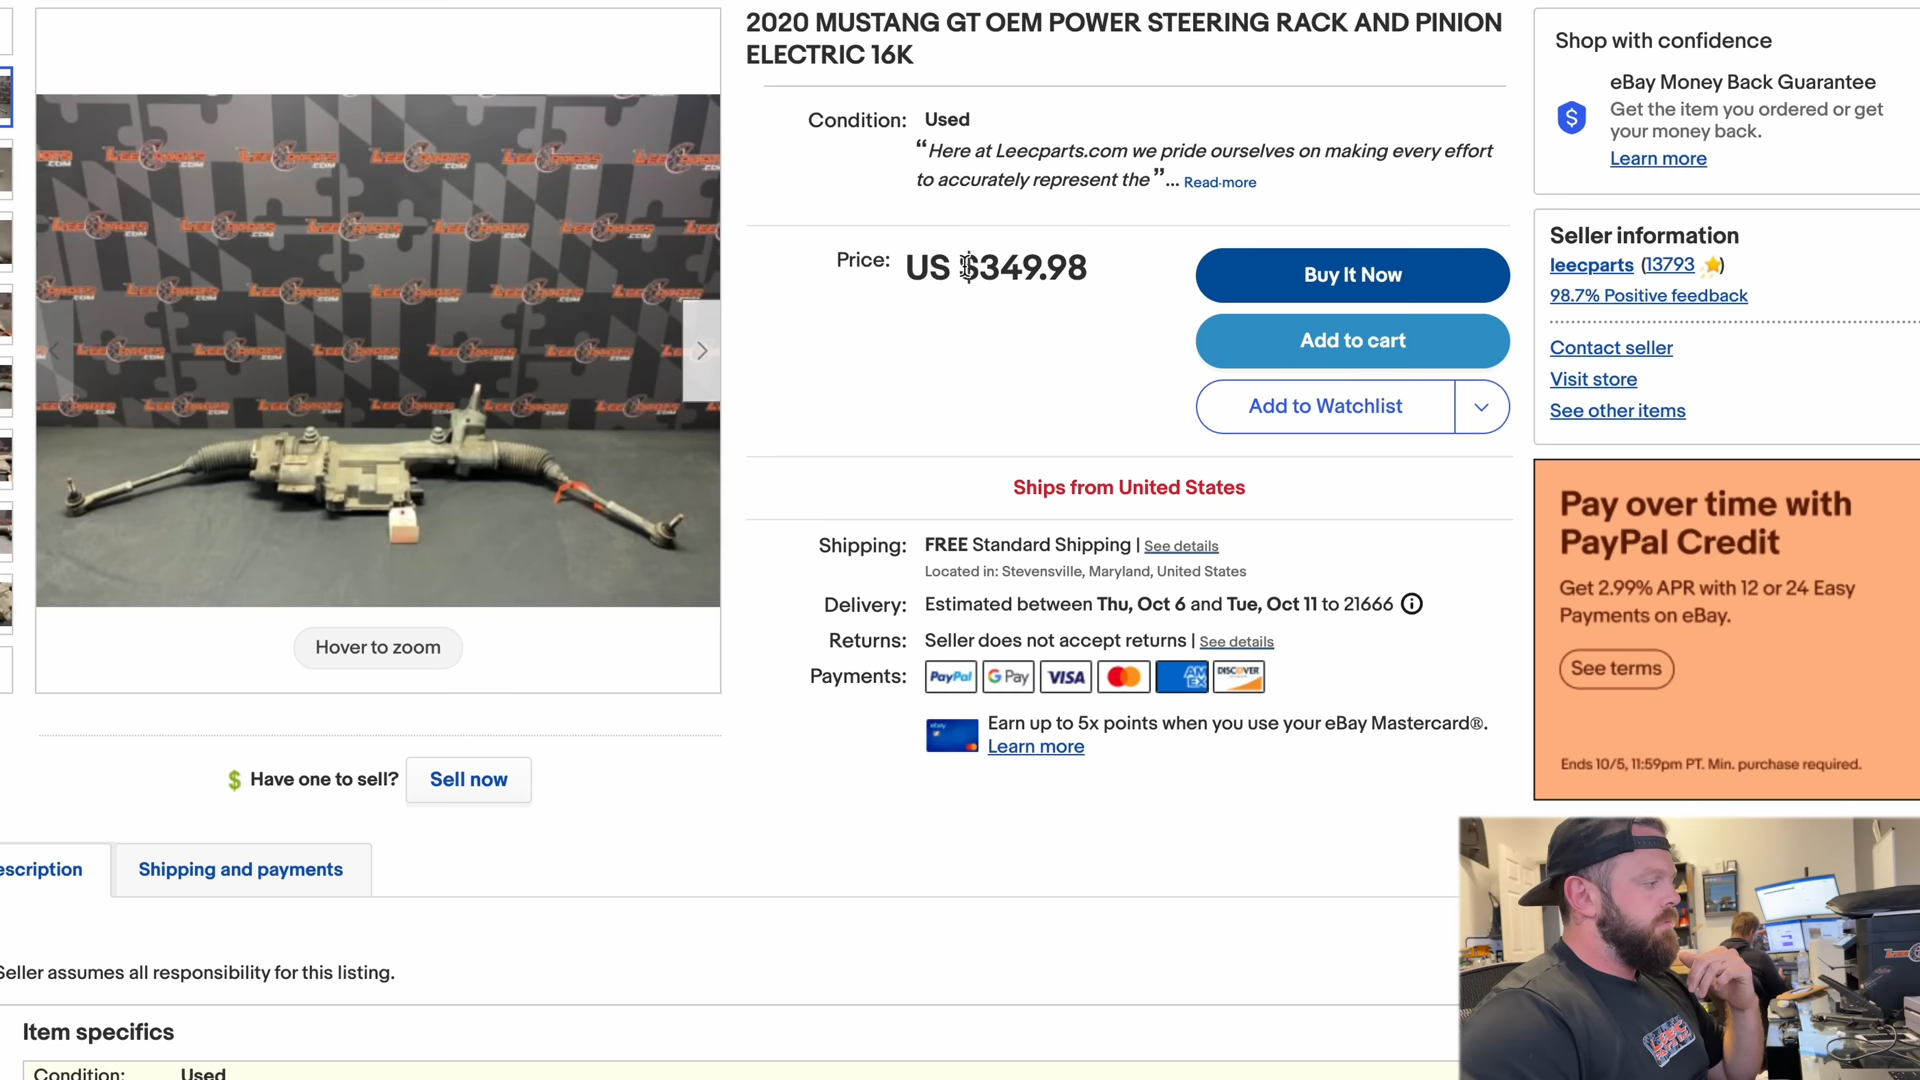 2020 MUSTANG GT OEM POWER STEERING RACK AND PINION
ELECTRIC 16K
Condition: Used
“Here at Leecparts.com we pride ourselves on making every effort
to accurately represent the ”... Read more
Price: US $349.98
Buy It Now
Add to cart
Add to Watchlist
Ships from United States
Shipping: FREE Standard Shipping | See details
Located in: Stevensville, Maryland, United States
Delivery: Estimated between Thu, Oct 6 and Tue, Oct 11 to 21666
Returns: Seller does not accept returns | See details
Payments: PayPal G Pay VISA AM EX DISCOVER
ebay
Earn up to 5x points when you use your eBay Mastercard®.
Learn more
Hover to zoom
$ Have one to sell? Sell now
escription
Shipping and payments
Seller assumes all responsibility for this listing.
Item specifics
Condition: Used
Shop with confidence
eBay Money Back Guarantee
Get the item you ordered or get
your money back.
Learn more
Seller information
leecparts (13793)
98.7% Positive feedback
Contact seller
Visit store
See other items
Pay over time with
PayPal Credit
Get 2.99% APR with 12 or 24 Easy
Payments on eBay.
See terms
Ends 10/5, 11:59pm PT. Min. purchase required.